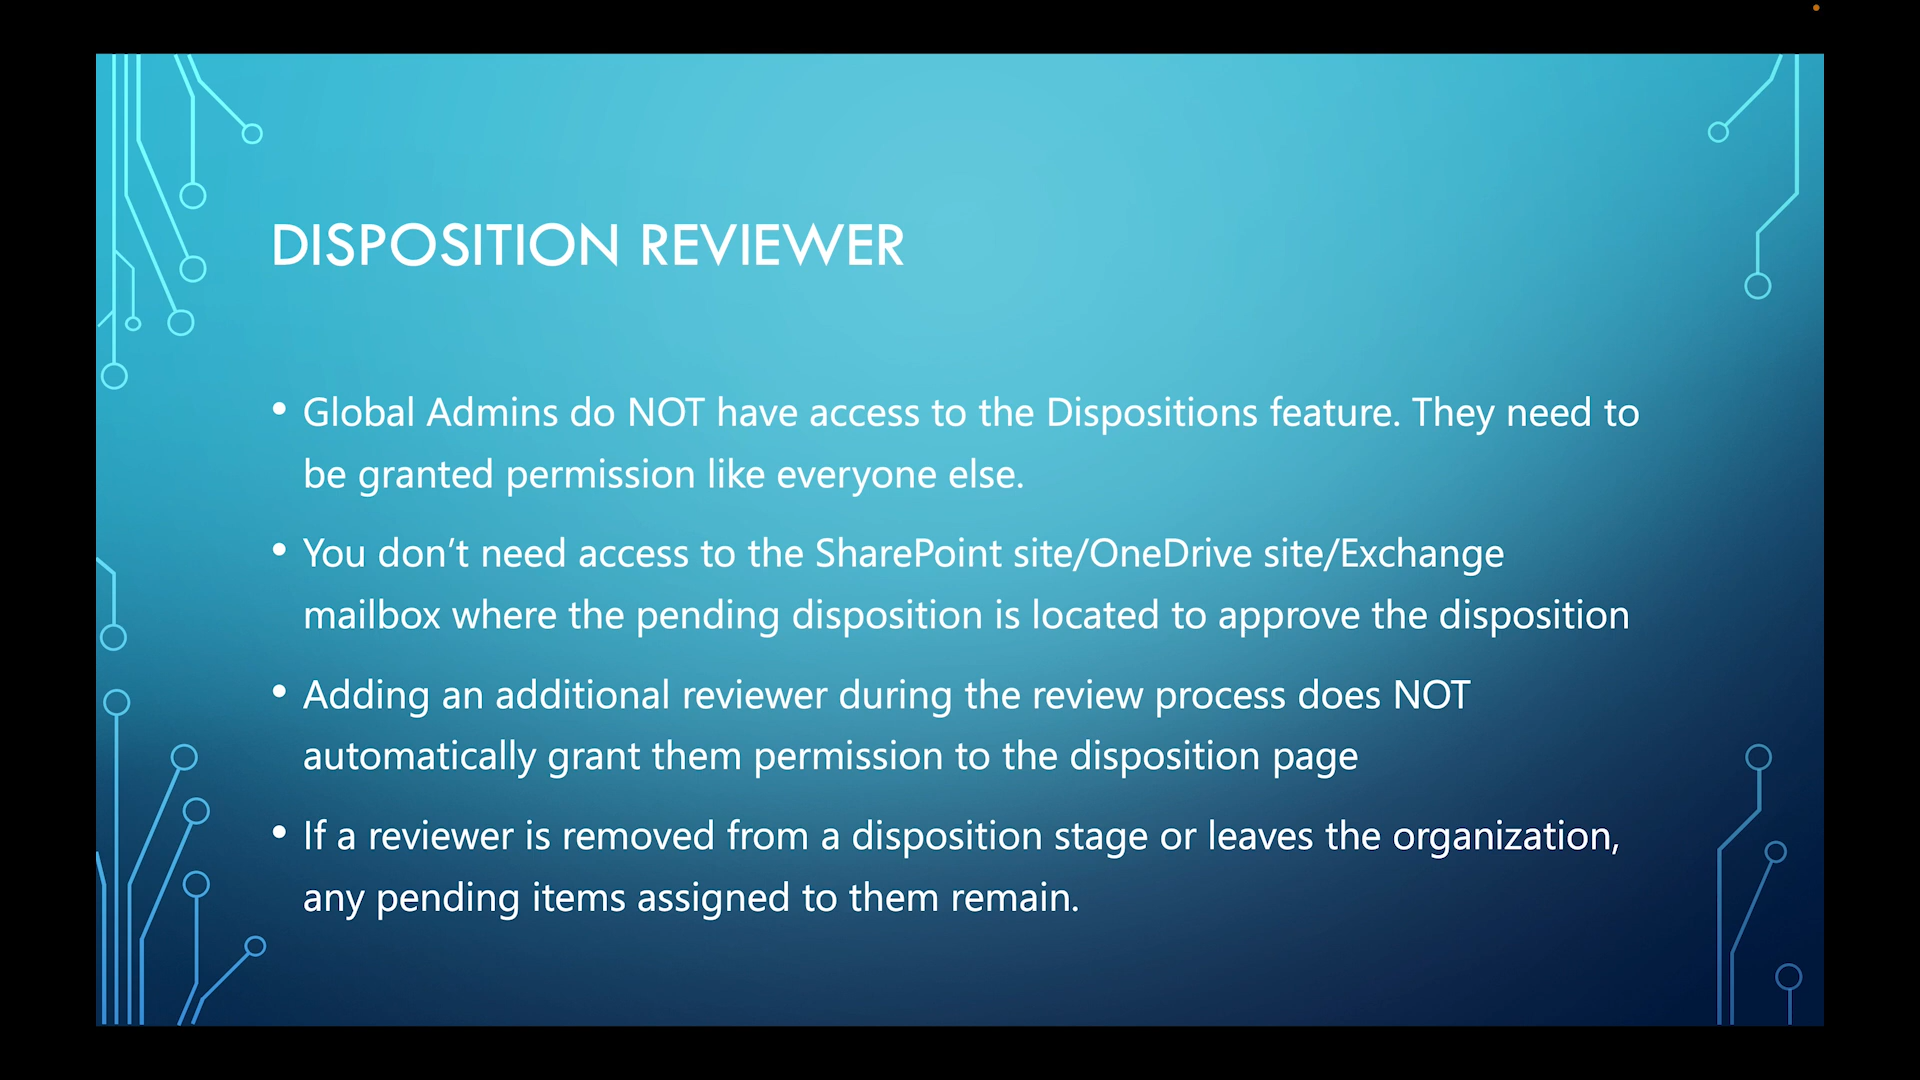 DISPOSITION REVIEWER
• Global Admins do NOT have access to the Dispositions feature. They need to
be granted permission like everyone else.
• You don’t need access to the SharePoint site/OneDrive site/Exchange
mailbox where the pending disposition is located to approve the disposition
• Adding an additional reviewer during the review process does NOT
automatically grant them permission to the disposition page
• If a reviewer is removed from a disposition stage or leaves the organization,
any pending items assigned to them remain.